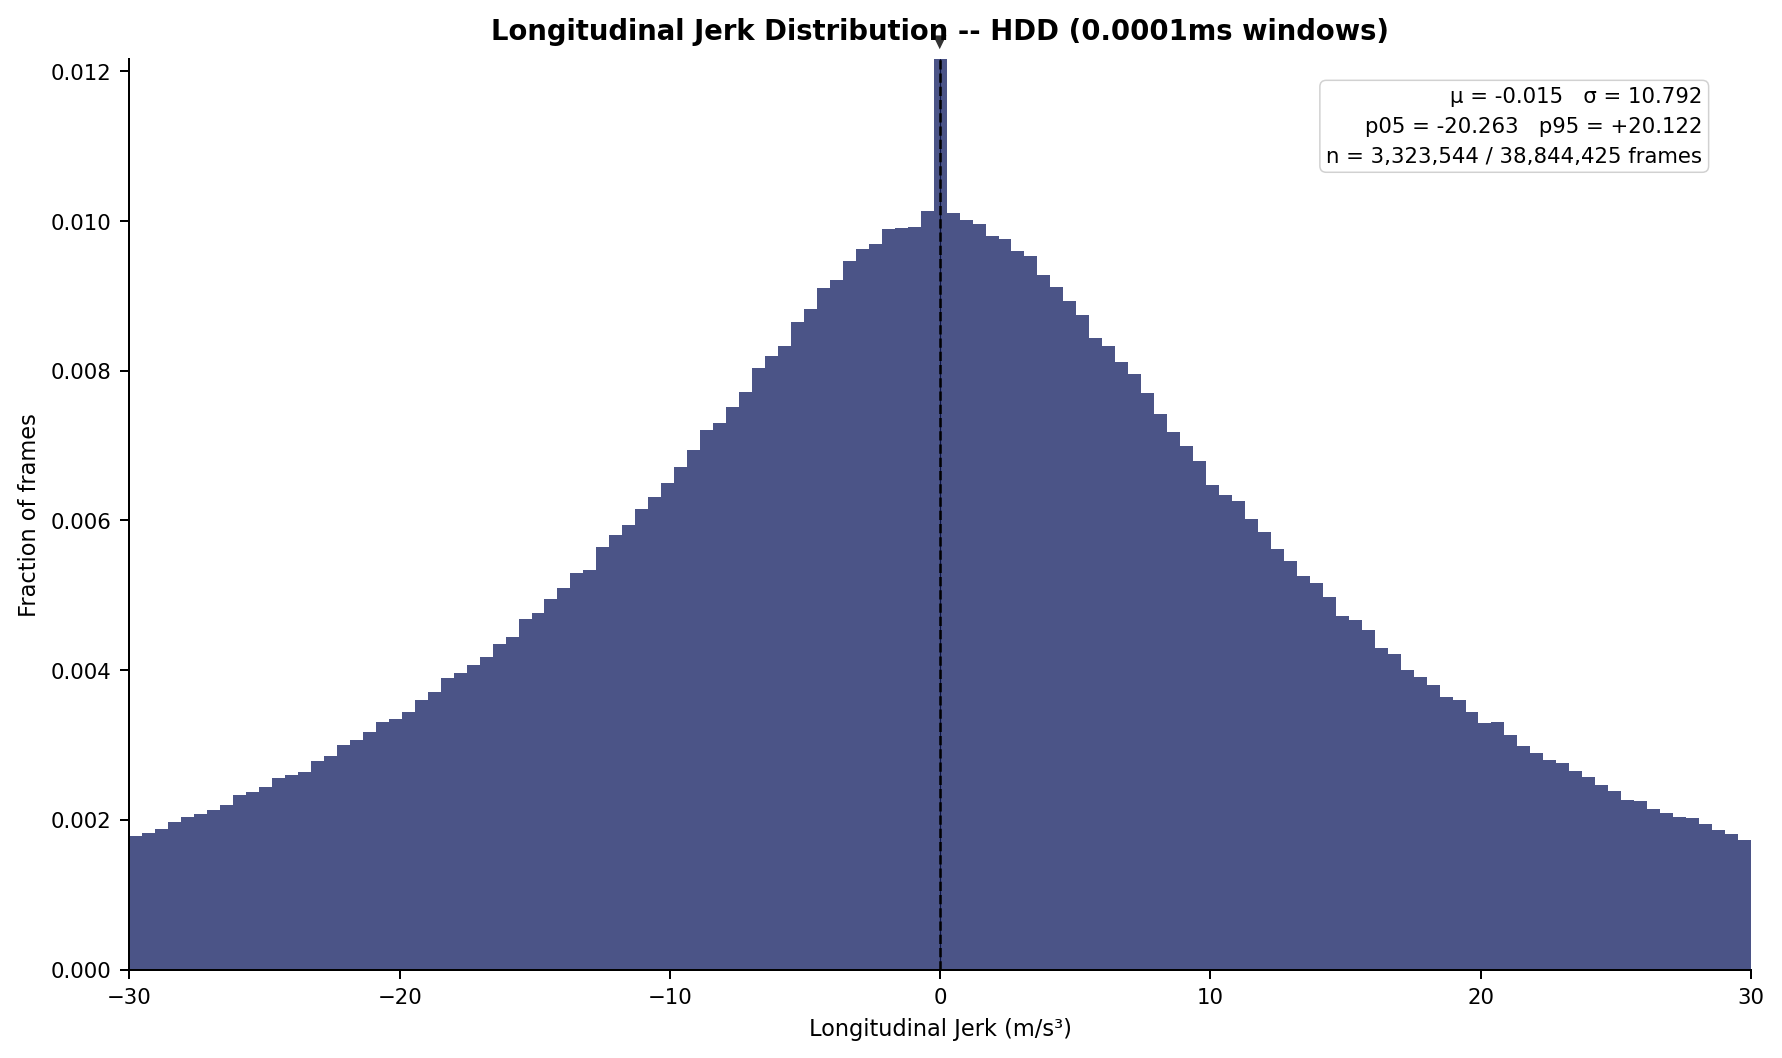 Longitudinal Jerk Distribution -- HDD (0.0001ms windows)
μ = -0.015   σ = 10.792
p05 = -20.263   p95 = +20.122
n = 3,323,544 / 38,844,425 frames
0.012
0.010
0.008
0.006
0.004
0.002
0.000
Fraction of frames
−30 −20 −10 0 10 20 30
Longitudinal Jerk (m/s³)